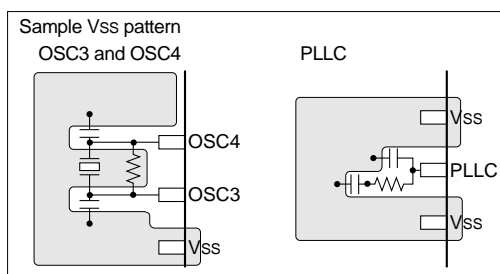 Sample Vss pattern
OSC3 and OSC4
PLLC
OSC4
OSC3
Vss
Vss
PLLC
Vss